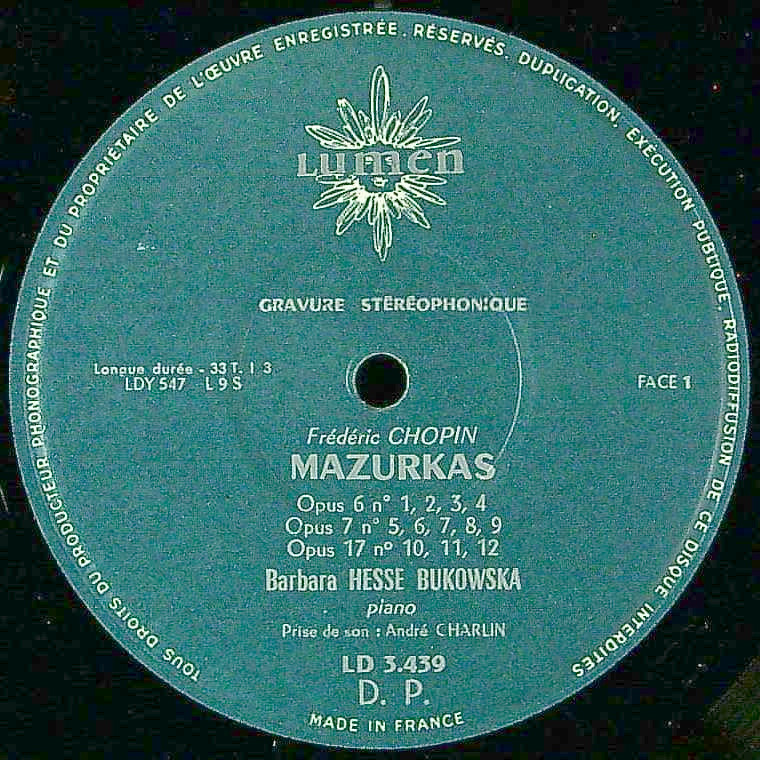 TOUS DROITS DU PRODUCTEUR PHONOGRAPHIQUE ET DU PROPRIÉTAIRE DE L'ŒUVRE ENREGISTRÉE. RÉSERVÉS. DUPLICATION, EXÉCUTION PUBLIQUE, RADIODIFFUSION DE CE DISQUE INTERDITES
LUMEN
GRAVURE STÉRÉOPHONIQUE
Longue durée - 33 T. 1 3
LDY 547 L 9 S
FACE 1
Frédéric CHOPIN
MAZURKAS
Opus 6 n° 1, 2, 3, 4
Opus 7 n° 5, 6, 7, 8, 9
Opus 17 nº 10, 11, 12
Barbara HESSE BUKOWSKA
piano
Prise de son : André CHARLIN
LD 3.439
D. P.
MADE IN FRANCE